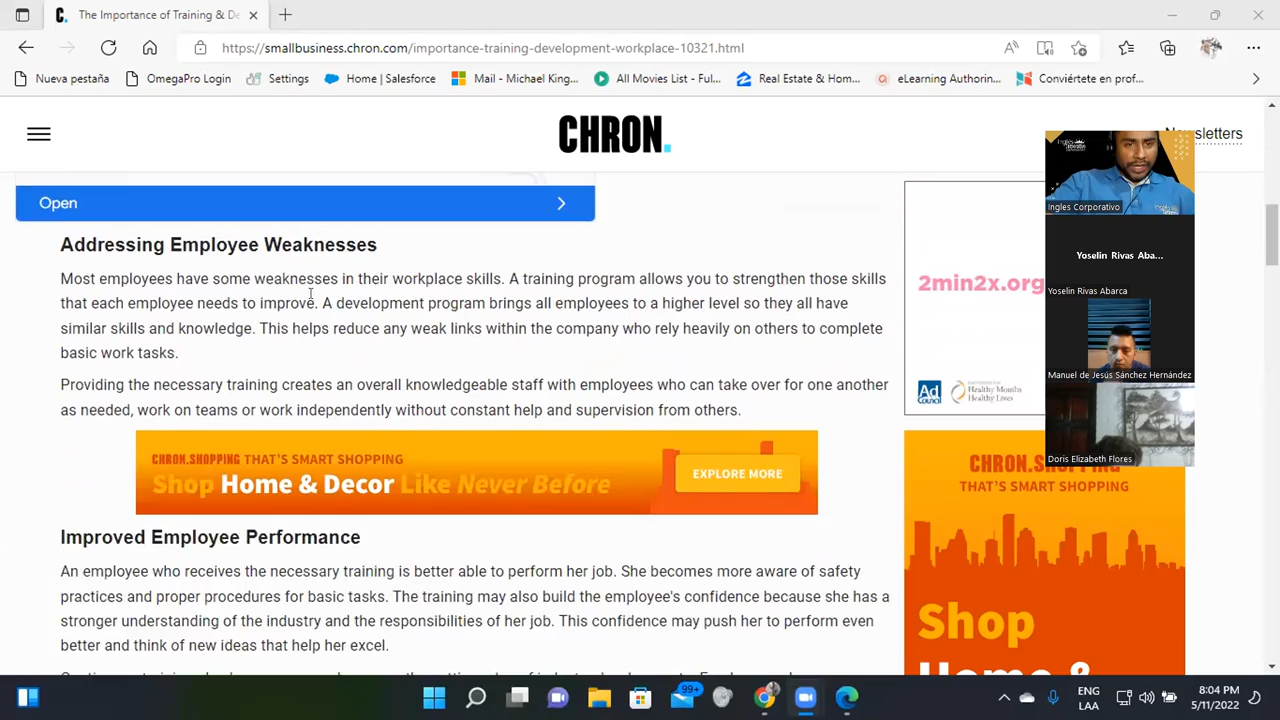 The Importance of Training & De
https://smallbusiness.chron.com/importance-training-development-workplace-10321.html
Nueva pestaña
OmegaPro Login
Settings
Home | Salesforce
Mail - Michael King...
All Movies List - Ful...
Real Estate & Hom...
eLearning Authorin...
Conviértete en prof...
CHRON.
sletters
Open
Addressing Employee Weaknesses
Most employees have some weaknesses in their workplace skills. A training program allows you to strengthen those skills
that each employee needs to improve. A development program brings all employees to a higher level so they all have
similar skills and knowledge. This helps reduce any weak links within the company who rely heavily on others to complete
basic work tasks.
Providing the necessary training creates an overall knowledgeable staff with employees who can take over for one another
as needed, work on teams or work independently without constant help and supervision from others.
CHRON.SHOPPING THAT'S SMART SHOPPING
Shop Home & Decor Like Never Before
EXPLORE MORE
Improved Employee Performance
An employee who receives the necessary training is better able to perform her job. She becomes more aware of safety
practices and proper procedures for basic tasks. The training may also build the employee's confidence because she has a
stronger understanding of the industry and the responsibilities of her job. This confidence may push her to perform even
better and think of new ideas that help her excel.
2min2x.org
Ad
Council
Healthy Mouths
Healthy Lives
Ingles Corporativo
Yoselin Rivas Aba...
Yoselin Rivas Abarca
Manuel de Jesús Sánchez Hernández
Doris Elizabeth Flores
CHRON.SHOPPING
THAT'S SMART SHOPPING
Shop
Home &
99+
ENG
LAA
8:04 PM
5/11/2022